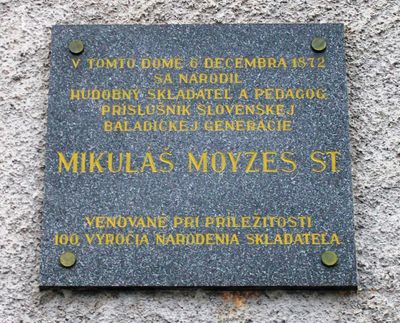 V TOMTO DOME 6 DECEMBRA 1872
SA NARODIL
HUDOBNÝ SKLADATEĽ A PEDAGÓG
PRÍSLUŠNÍK SLOVENSKEJ
BALADICKEJ GENERÁCIE
MIKULÁŠ MOYZES ST.
VENOVANÉ PRI PRÍLEŽITOSTI
100. VÝROČIA NARODENIA SKLADATEĽA